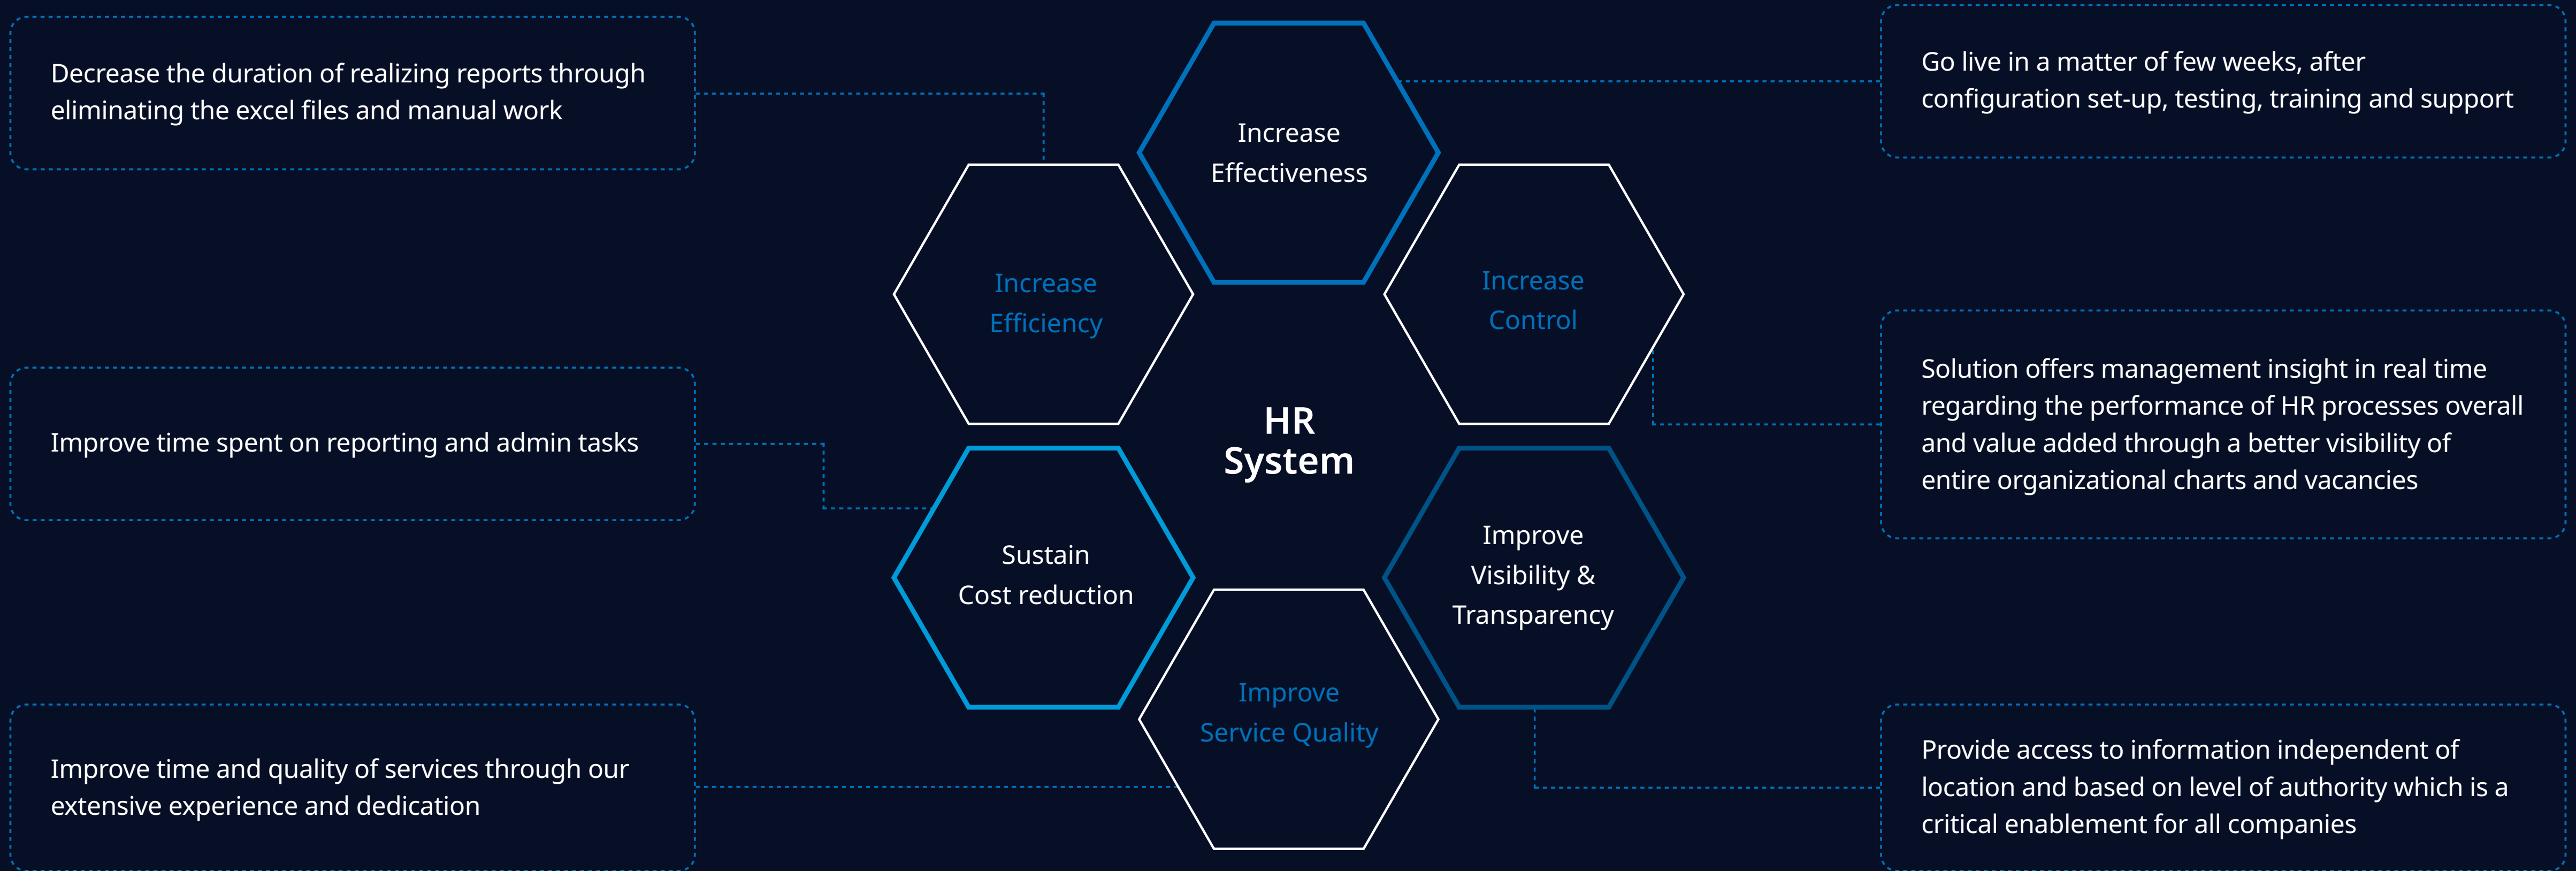 Decrease the duration of realizing reports through
eliminating the excel files and manual work
Go live in a matter of few weeks, after
configuration set-up, testing, training and support
Increase
Effectiveness
Increase
Efficiency
Increase
Control
Improve time spent on reporting and admin tasks
HR
System
Solution offers management insight in real time
regarding the performance of HR processes overall
and value added through a better visibility of
entire organizational charts and vacancies
Sustain
Cost reduction
Improve
Visibility &
Transparency
Improve
Service Quality
Improve time and quality of services through our
extensive experience and dedication
Provide access to information independent of
location and based on level of authority which is a
critical enablement for all companies